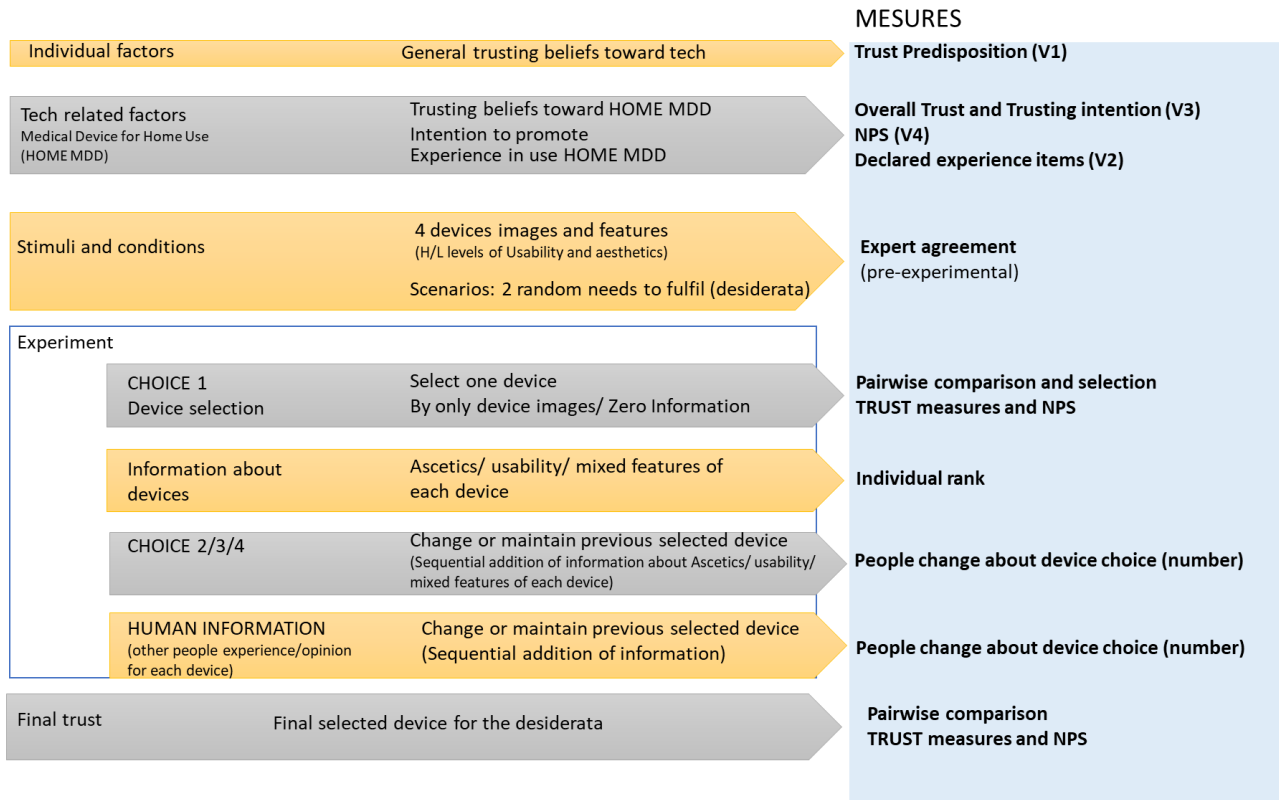 MESURES
Individual factors
General trusting beliefs toward tech
Trust Predisposition (V1)
Tech related factors
Medical Device for Home Use
(HOME MDD)
Trusting beliefs toward HOME MDD
Intention to promote
Experience in use HOME MDD
Overall Trust and Trusting intention (V3)
NPS (V4)
Declared experience items (V2)
Stimuli and conditions
4 devices images and features
(H/L levels of Usability and aesthetics)
Scenarios: 2 random needs to fulfil (desiderata)
Expert agreement
(pre-experimental)
Experiment
CHOICE 1
Device selection
Select one device
By only device images/ Zero Information
Pairwise comparison and selection
TRUST measures and NPS
Information about
devices
Ascetics/ usability/ mixed features of
each device
Individual rank
CHOICE 2/3/4
Change or maintain previous selected device
(Sequential addition of information about Ascetics/ usability/
mixed features of each device)
People change about device choice (number)
HUMAN INFORMATION
(other people experience/opinion
for each device)
Change or maintain previous selected device
(Sequential addition of information)
People change about device choice (number)
Final trust
Final selected device for the desiderata
Pairwise comparison
TRUST measures and NPS